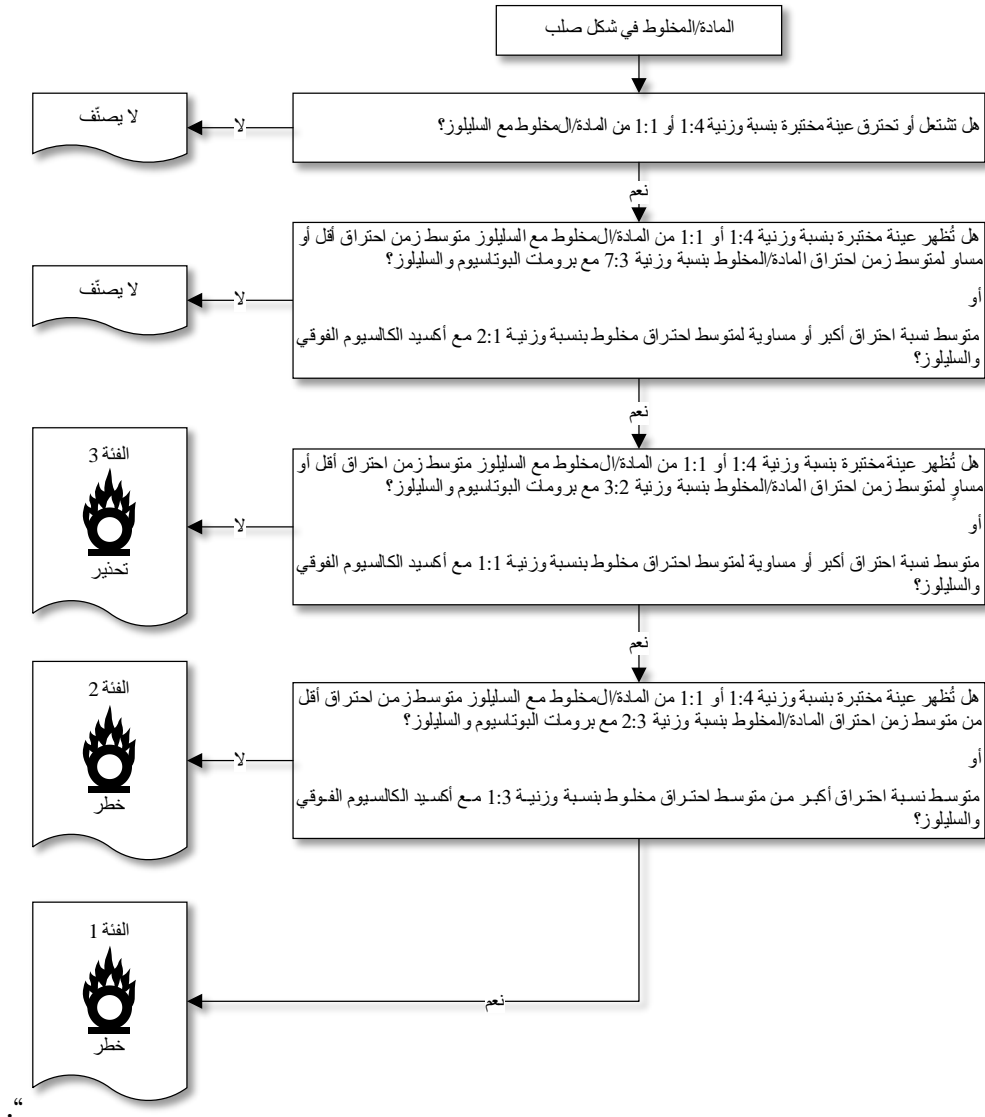 المادة/المخلوط في شكل صلب
هل تشتعل أو تحترق عينة مختبرة بنسبة وزنية 1:4 أو 1:1 من المادة/المخلوط مع السليلوز؟
لا
لا يصنّف
نعم
هل تُظهر عينة مختبرة بنسبة وزنية 1:4 أو 1:1 من المادة/المخلوط مع السليلوز متوسط زمن احتراق أقل أو
مساو لمتوسط زمن احتراق المادة/المخلوط بنسبة وزنية 7:3 مع برومات البوتاسيوم والسليلوز؟
أو
متوسط نسبة احتراق أكبر أو مساوية لمتوسط احتراق مخلوط بنسبة وزنية 2:1 مع أكسيد الكالسيوم الفوقي
والسليلوز؟
لا
لا يصنّف
نعم
هل تُظهر عينة مختبرة بنسبة وزنية 1:4 أو 1:1 من المادة/المخلوط مع السليلوز متوسط زمن احتراق أقل أو
مساوٍ لمتوسط زمن احتراق المادة/المخلوط بنسبة وزنية 3:2 مع برومات البوتاسيوم والسليلوز؟
أو
متوسط نسبة احتراق أكبر أو مساوية لمتوسط احتراق مخلوط بنسبة وزنية 1:1 مع أكسيد الكالسيوم الفوقي
والسليلوز؟
لا
الفئة 3
تحذير
نعم
هل تُظهر عينة مختبرة بنسبة وزنية 1:4 أو 1:1 من المادة/المخلوط مع السليلوز متوسط زمن احتراق أقل
من متوسط زمن احتراق المادة/المخلوط بنسبة وزنية 2:3 مع برومات البوتاسيوم والسليلوز؟
أو
متوسط نسبة احتراق أكبر من متوسط احتراق مخلوط بنسبة وزنية 1:3 مع أكسيد الكالسيوم الفوقي
والسليلوز؟
لا
الفئة 2
خطر
نعم
الفئة 1
خطر
“.